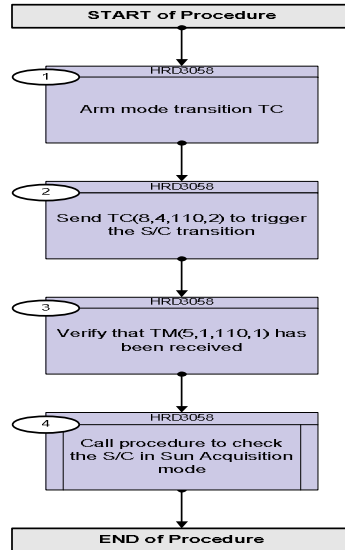 START of Procedure
1
HRD3058
Arm mode transition TC
2
HRD3058
Send TC(8,4,110,2) to trigger
the S/C transition
3
HRD3058
Verify that TM(5,1,110,1) has
been received
4
HRD3058
Call procedure to check
the S/C in Sun Acquisition
mode
END of Procedure